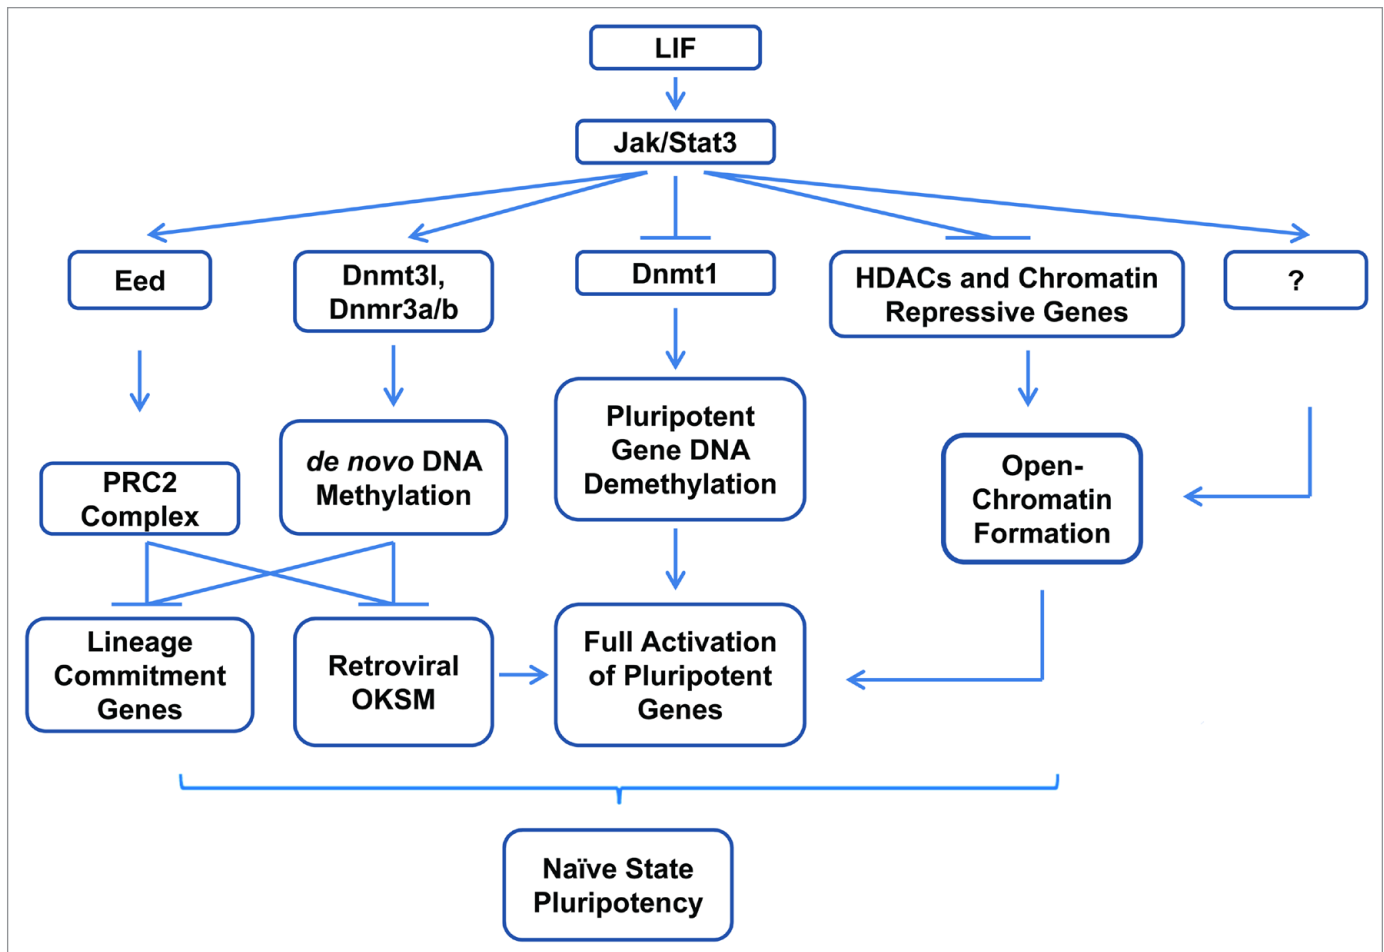 LIF
Jak/Stat3
Eed
Dnmt3l,
Dnmr3a/b
Dnmt1
HDACs and Chromatin
Repressive Genes
?
PRC2
Complex
de novo DNA
Methylation
Pluripotent
Gene DNA
Demethylation
Open-
Chromatin
Formation
Lineage
Commitment
Genes
Retroviral
OKSM
Full Activation
of Pluripotent
Genes
Naïve State
Pluripotency